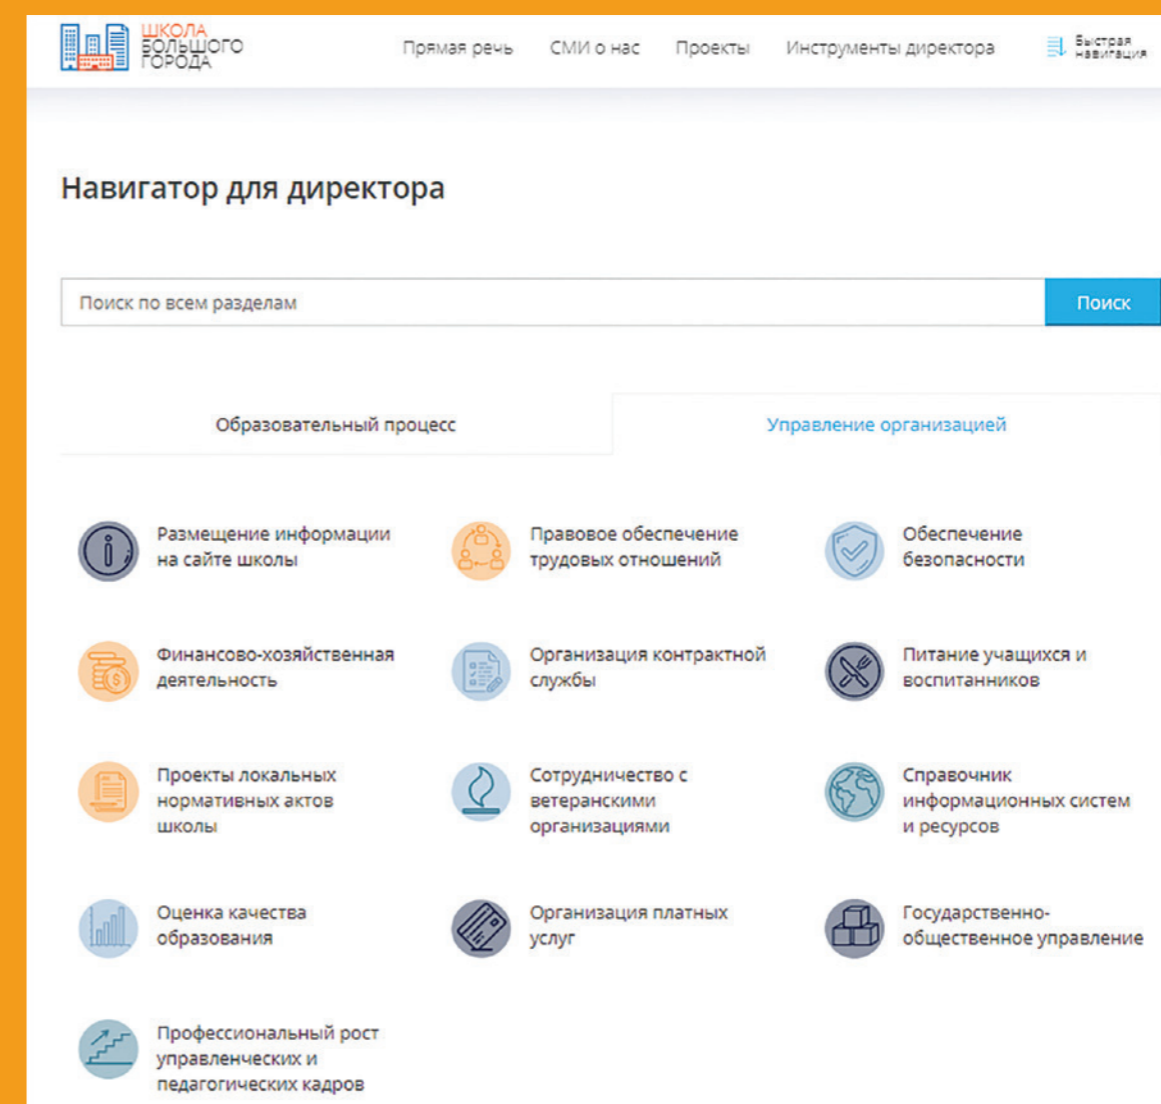 ШКОЛА
БОЛЬШОГО
ГОРОДА
Прямая речь
СМИ о нас
Проекты
Инструменты директора
Быстрая
навигация
Навигатор для директора
Поиск по всем разделам
Поиск
Образовательный процесс
Управление организацией
Размещение информации
на сайте школы
Правовое обеспечение
трудовых отношений
Обеспечение
безопасности
Финансово-хозяйственная
деятельность
Организация контрактной
службы
Питание учащихся и
воспитанников
Проекты локальных
нормативных актов
школы
Сотрудничество с
ветеранскими
организациями
Справочник
информационных систем
и ресурсов
Оценка качества
образования
Организация платных
услуг
Государственно-
общественное управление
Профессиональный рост
управленческих и
педагогических кадров